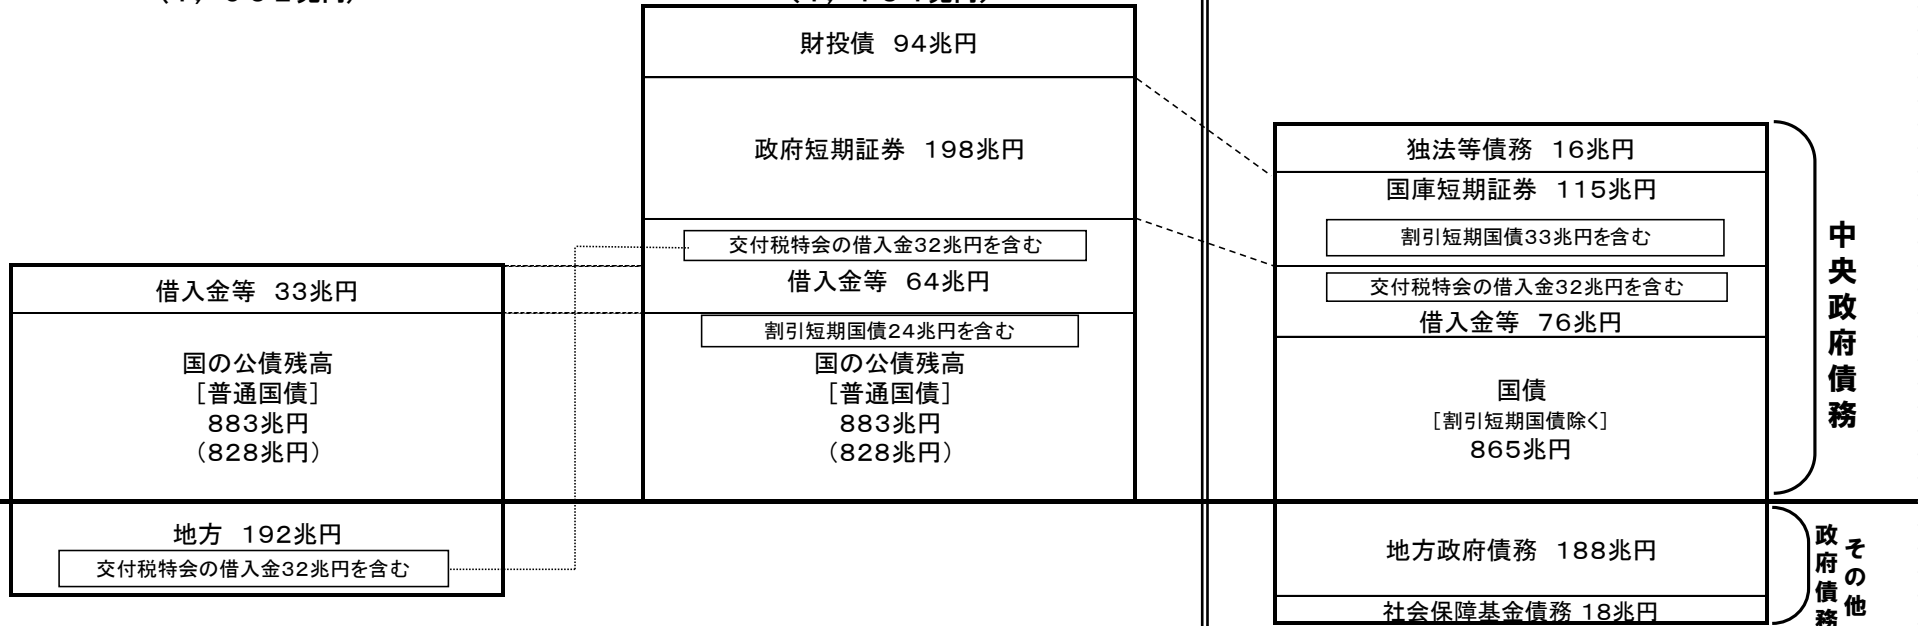 財投債 94兆円
政府短期証券 198兆円
交付税特会の借入金32兆円を含む
借入金等 64兆円
割引短期国債24兆円を含む
国の公債残高
［普通国債］
883兆円
（828兆円）
借入金等 33兆円
国の公債残高
［普通国債］
883兆円
（828兆円）
地方 192兆円
交付税特会の借入金32兆円を含む
独法等債務 16兆円
国庫短期証券 115兆円
割引短期国債33兆円を含む
交付税特会の借入金32兆円を含む
借入金等 76兆円
国債
［割引短期国債除く］
865兆円
地方政府債務 188兆円
社会保障基金債務 18兆円
中央政府債務
その他
政府債務